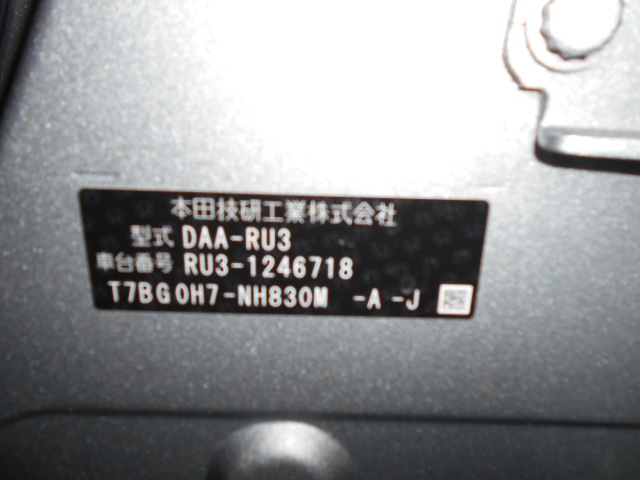 本田技研工業株式会社
型式 DAA-RU3
車台番号 RU3-1246718
T7BG0H7-NH830M -A -J